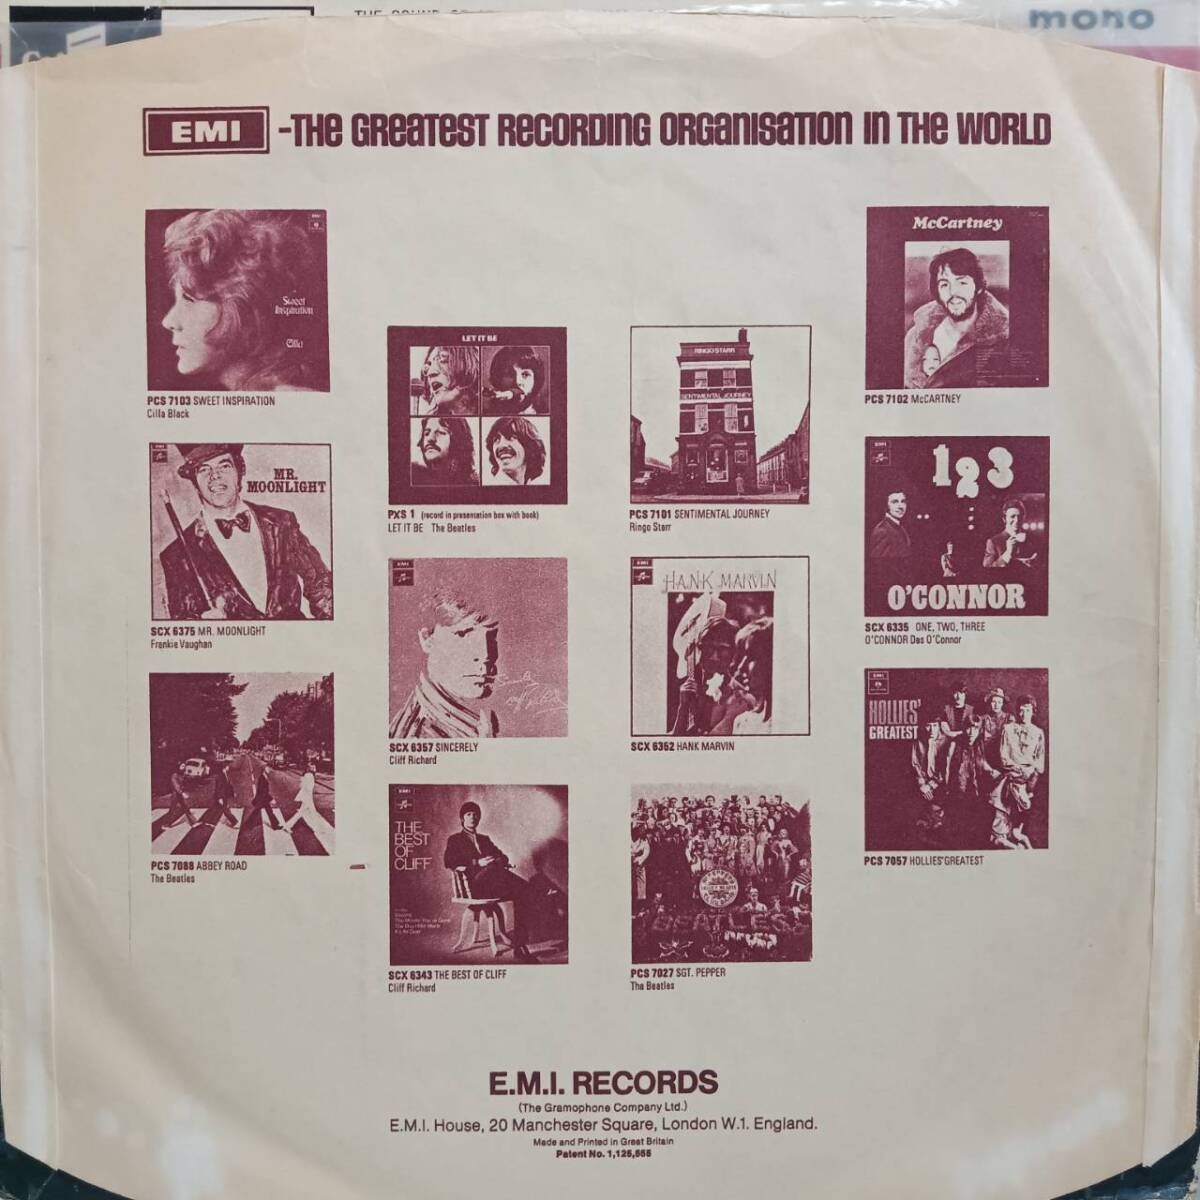 mono
EMI -THE GREATEST RECORDING ORGANISATION IN THE WORLD
Sweet
Inspiration
Cilla
PCS 7103 SWEET INSPIRATION
Cilla Black
MR.
MOONLIGHT
SCX 6375 MR. MOONLIGHT
Frankie Vaughan
PCS 7088 ABBEY ROAD
The Beatles
LET IT BE
PXS 1 (record in presentation box with book)
LET IT BE The Beatles
EMI
SCX 6357 SINCERELY
Cliff Richard
EMI
THE
BEST
OF
CLIFF
SCX 6343 THE BEST OF CLIFF
Cliff Richard
RINGO STARR
SENTIMENTAL JOURNEY
PCS 7101 SENTIMENTAL JOURNEY
Ringo Starr
EMI
HANK MARVIN
SCX 6352 HANK MARVIN
BEATLES
PCS 7027 SGT. PEPPER
The Beatles
McCartney
PCS 7102 McCARTNEY
EMI
1 2 3
O'CONNOR
SCX 6335 ONE, TWO, THREE
O'CONNOR Des O'Connor
EMI
HOLLIES'
GREATEST
PCS 7057 HOLLIES' GREATEST
E.M.I. RECORDS
(The Gramophone Company Ltd.)
E.M.I. House, 20 Manchester Square, London W.1. England.
Made and Printed in Great Britain
Patent No. 1,125,555